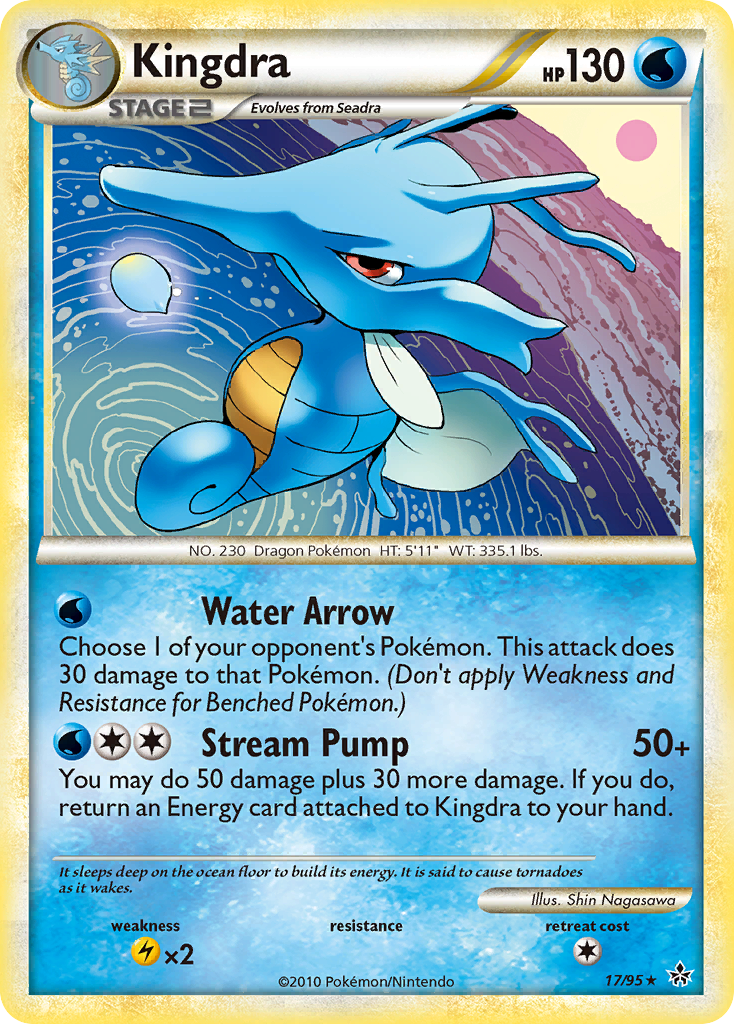 Kingdra
HP130
STAGE 2
Evolves from Seadra
NO. 230 Dragon Pokémon HT: 5'11" WT: 335.1 lbs.
Water Arrow
Choose 1 of your opponent's Pokémon. This attack does
30 damage to that Pokémon. (Don't apply Weakness and
Resistance for Benched Pokémon.)
Stream Pump 50+
You may do 50 damage plus 30 more damage. If you do,
return an Energy card attached to Kingdra to your hand.
It sleeps deep on the ocean floor to build its energy. It is said to cause tornadoes
as it wakes.
Illus. Shin Nagasawa
weakness resistance retreat cost
×2
©2010 Pokémon/Nintendo 17/95 ★